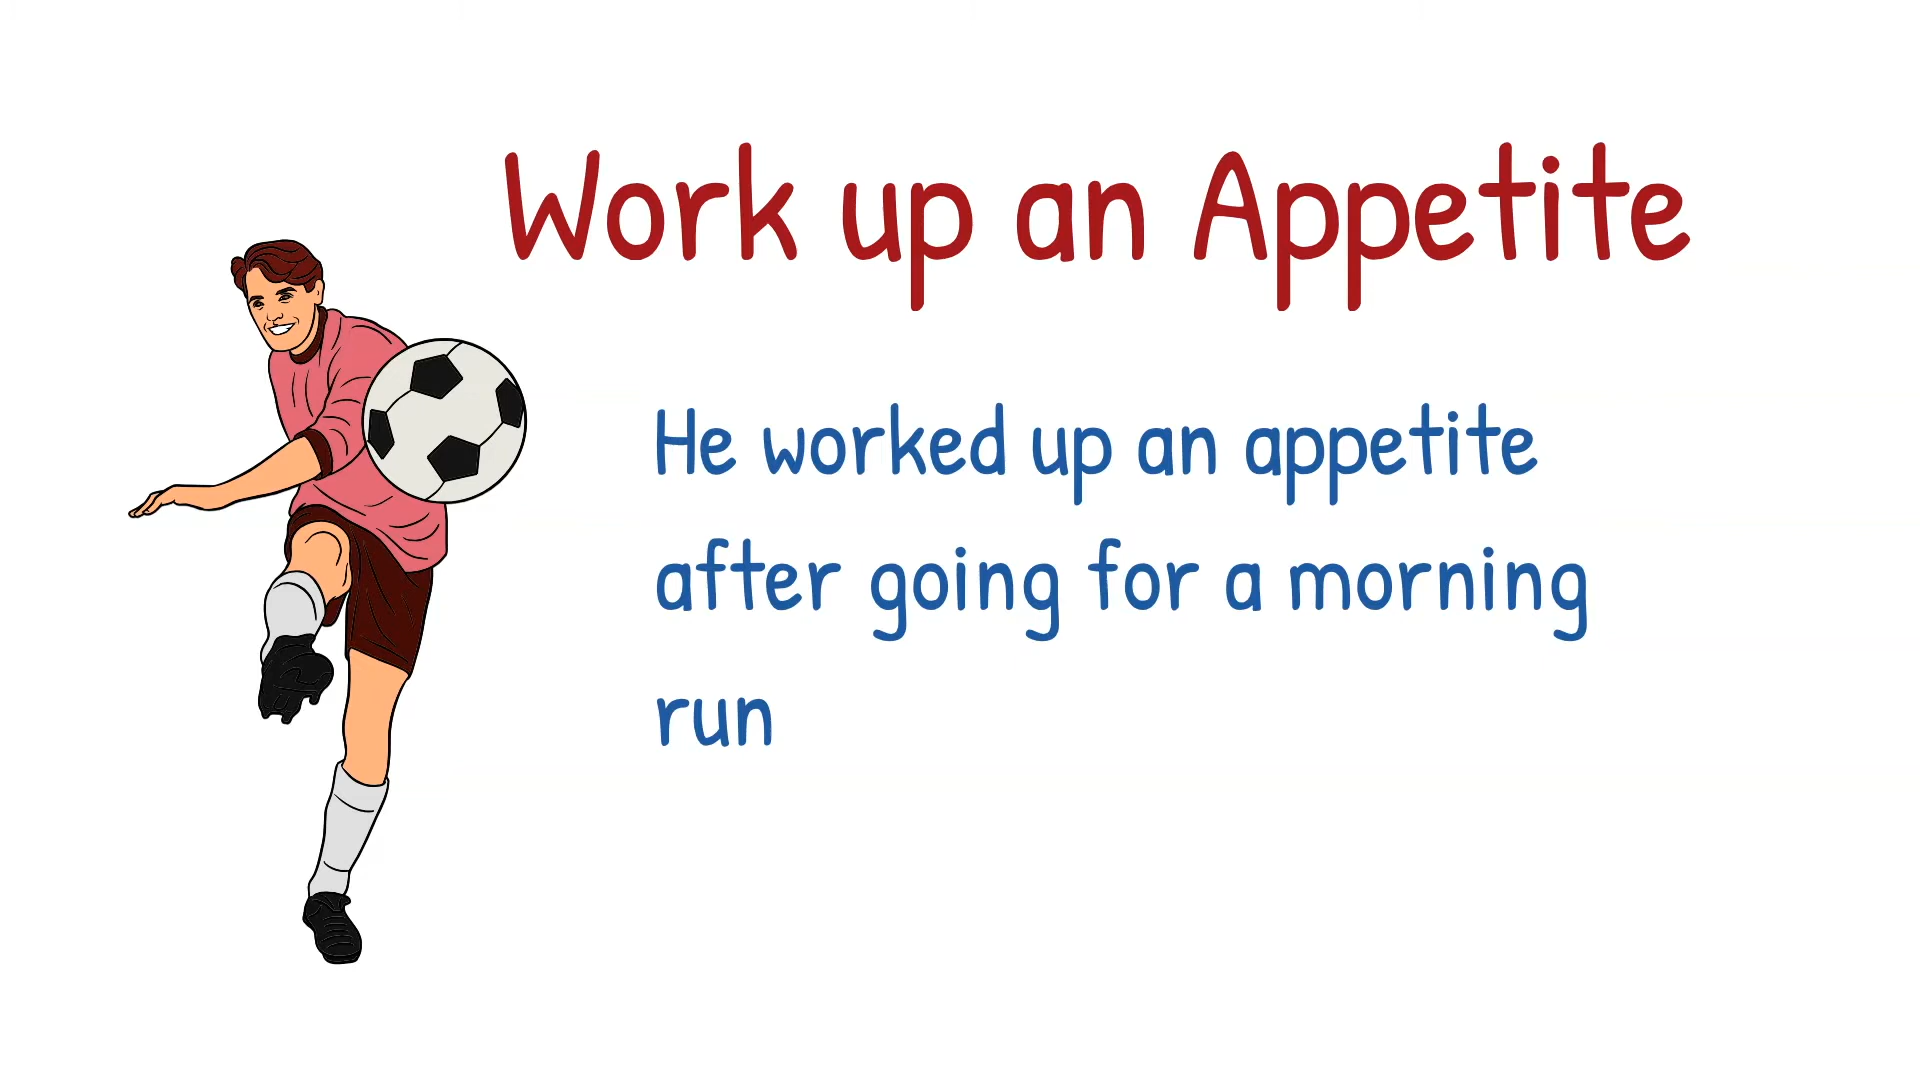 Work up an Appetite
He worked up an appetite
after going for a morning
run